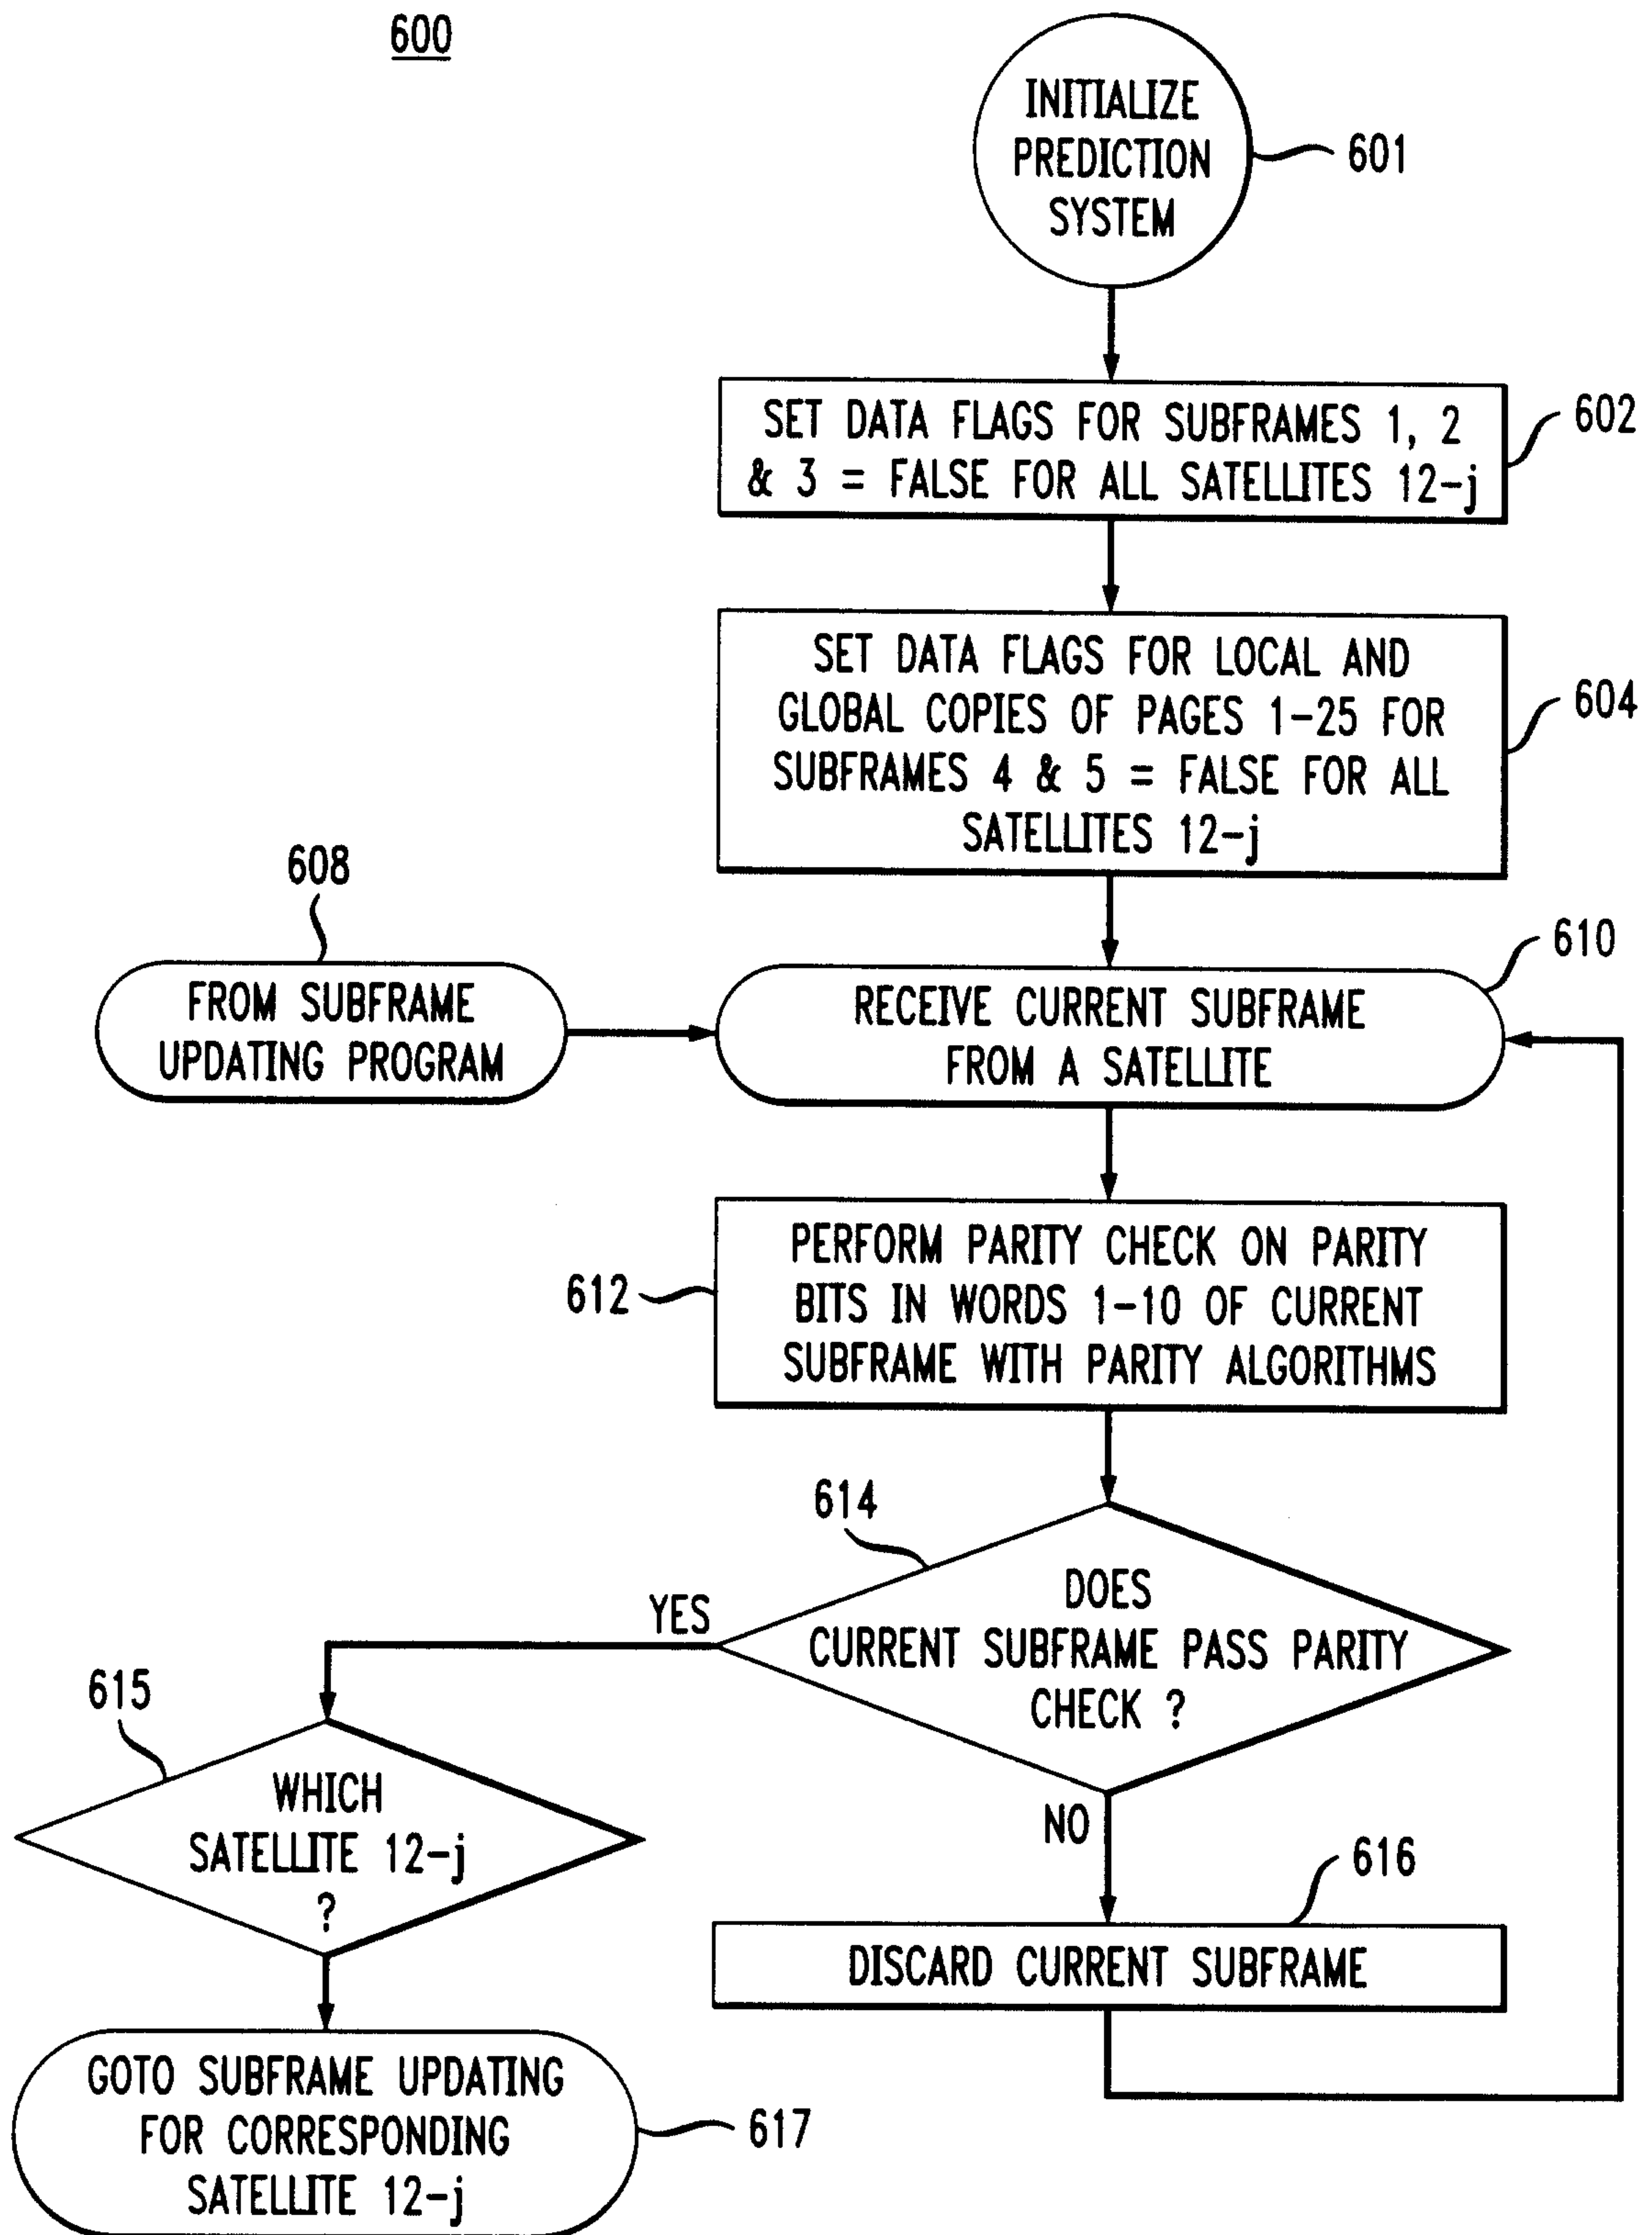 600
INITIALIZE
PREDICTION
SYSTEM
601
SET DATA FLAGS FOR SUBFRAMES 1, 2
& 3 = FALSE FOR ALL SATELLITES 12-j
602
SET DATA FLAGS FOR LOCAL AND
GLOBAL COPIES OF PAGES 1-25 FOR
SUBFRAMES 4 & 5 = FALSE FOR ALL
SATELLITES 12-j
604
608
FROM SUBFRAME
UPDATING PROGRAM
610
RECEIVE CURRENT SUBFRAME
FROM A SATELLITE
612
PERFORM PARITY CHECK ON PARITY
BITS IN WORDS 1-10 OF CURRENT
SUBFRAME WITH PARITY ALGORITHMS
614
DOES
CURRENT SUBFRAME PASS PARITY
CHECK ?
YES
NO
615
WHICH
SATELLITE 12-j
?
616
DISCARD CURRENT SUBFRAME
GOTO SUBFRAME UPDATING
FOR CORRESPONDING
SATELLITE 12-j
617